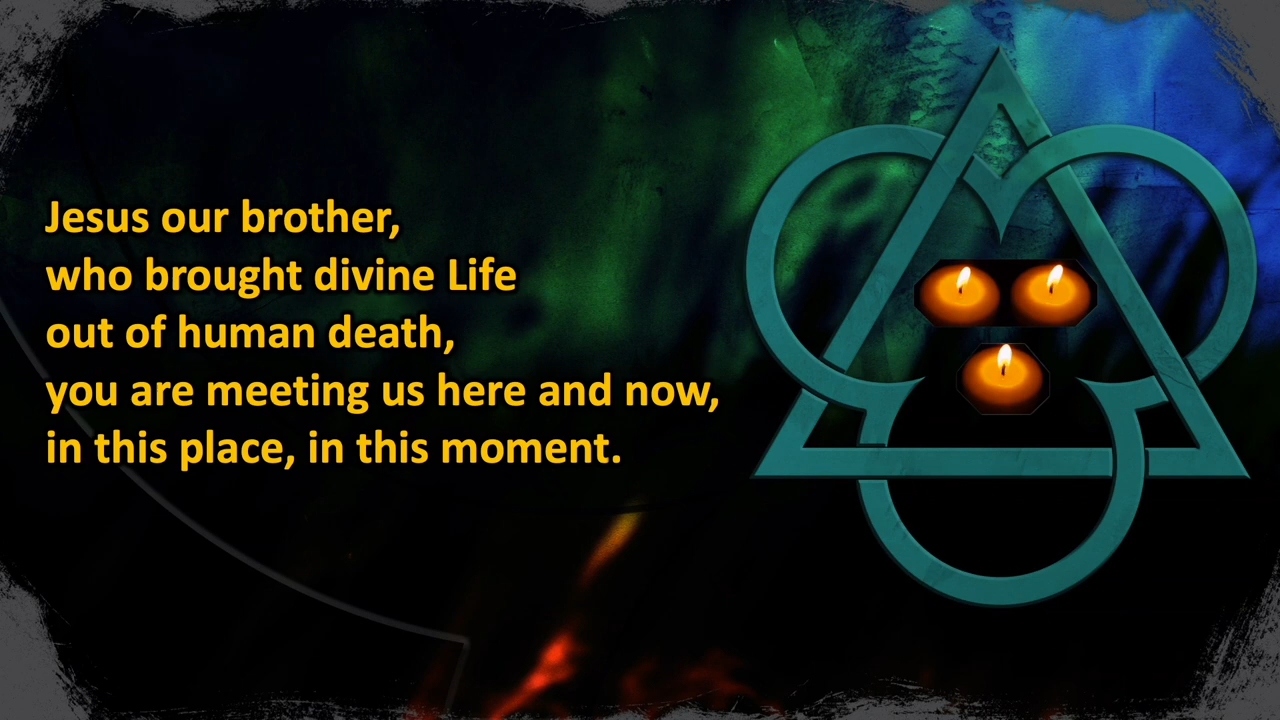 Jesus our brother,
who brought divine Life
out of human death,
you are meeting us here and now,
in this place, in this moment.